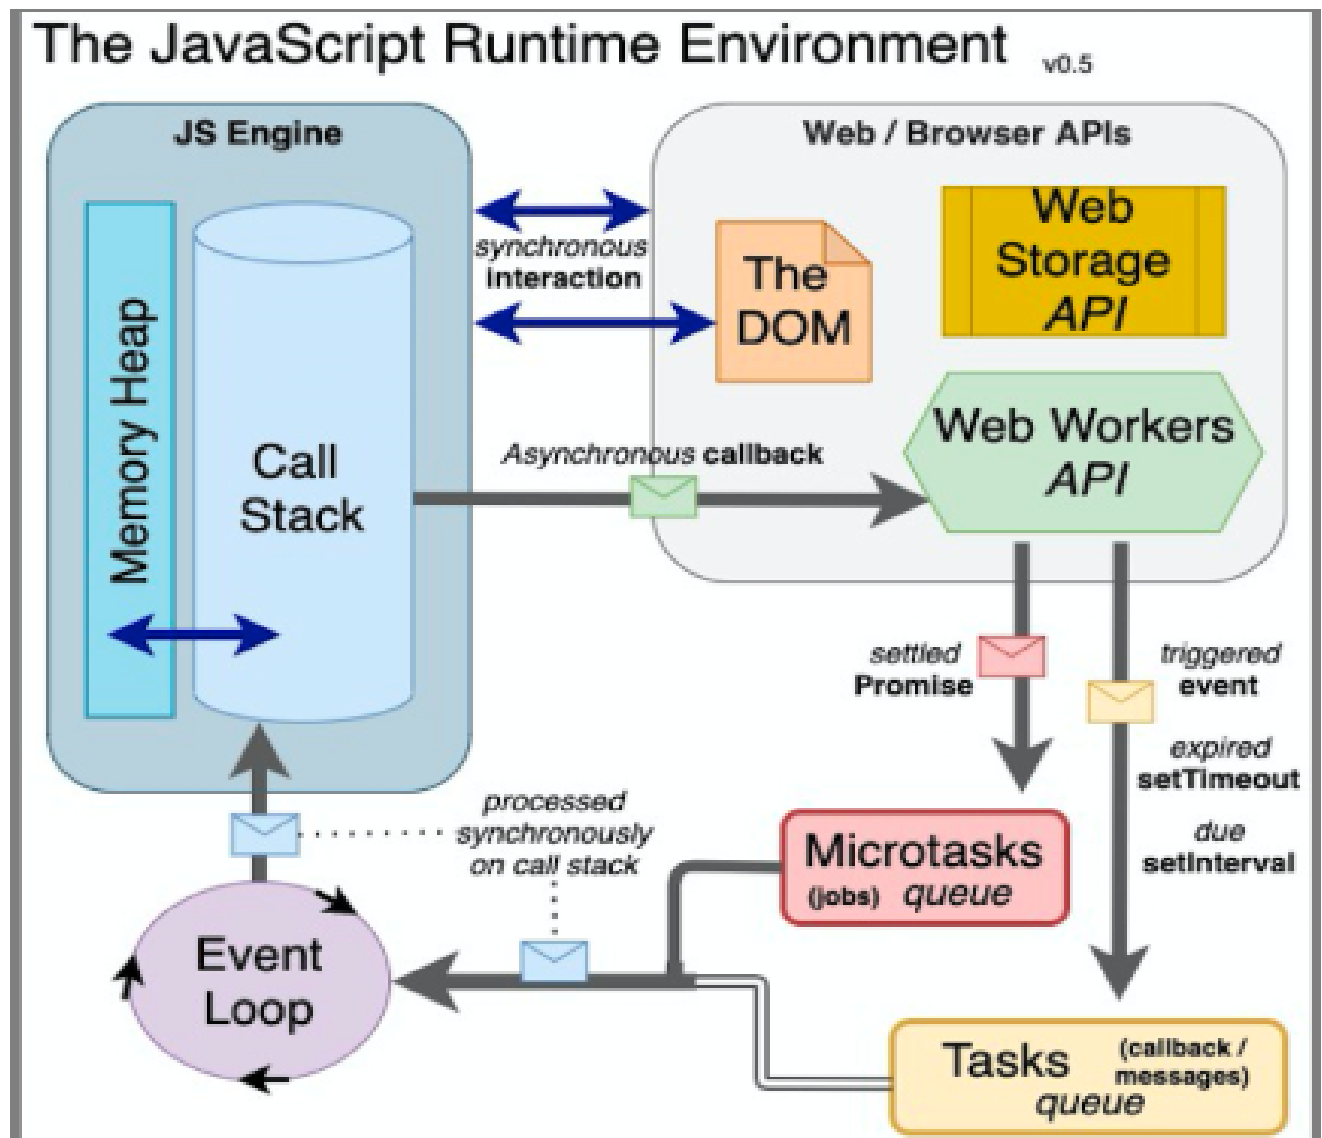 The JavaScript Runtime Environment v0.5
JS Engine
Memory Heap
Call
Stack
synchronous
interaction
Web / Browser APIs
The
DOM
Web
Storage
API
Web Workers
API
Asynchronous callback
settled
Promise
triggered
event
expired
setTimeout
due
setInterval
processed
synchronously
on call stack
Microtasks
(jobs) queue
Event
Loop
Tasks (callback /
messages)
queue